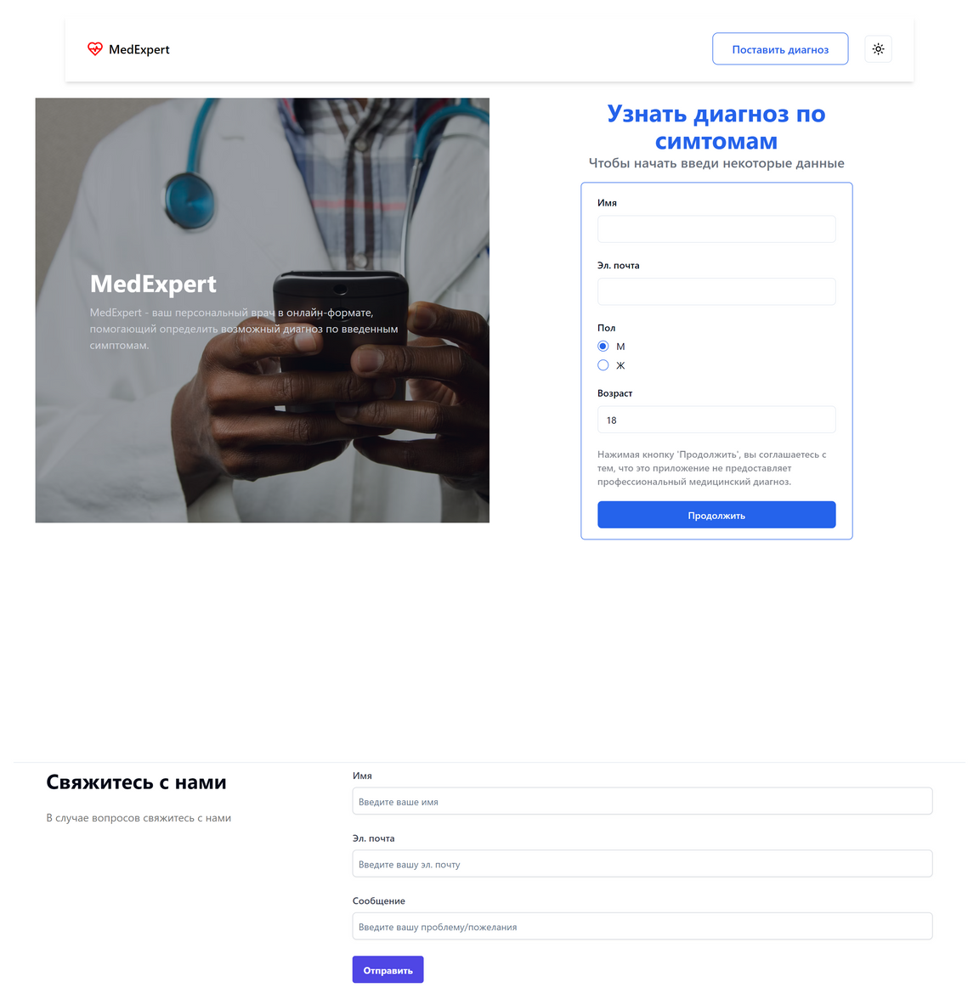 MedExpert
Поставить диагноз
MedExpert
MedExpert - ваш персональный врач в онлайн-формате,
помогающий определить возможный диагноз по введенным
симптомам.
Узнать диагноз по
симтомам
Чтобы начать введи некоторые данные
Имя
Эл. почта
Пол
М
Ж
Возраст
18
Нажимая кнопку 'Продолжить', вы соглашаетесь с
тем, что это приложение не предоставляет
профессиональный медицинский диагноз.
Продолжить
Свяжитесь с нами
В случае вопросов свяжитесь с нами
Имя
Введите ваше имя
Эл. почта
Введите вашу эл. почту
Сообщение
Введите вашу проблему/пожелания
Отправить